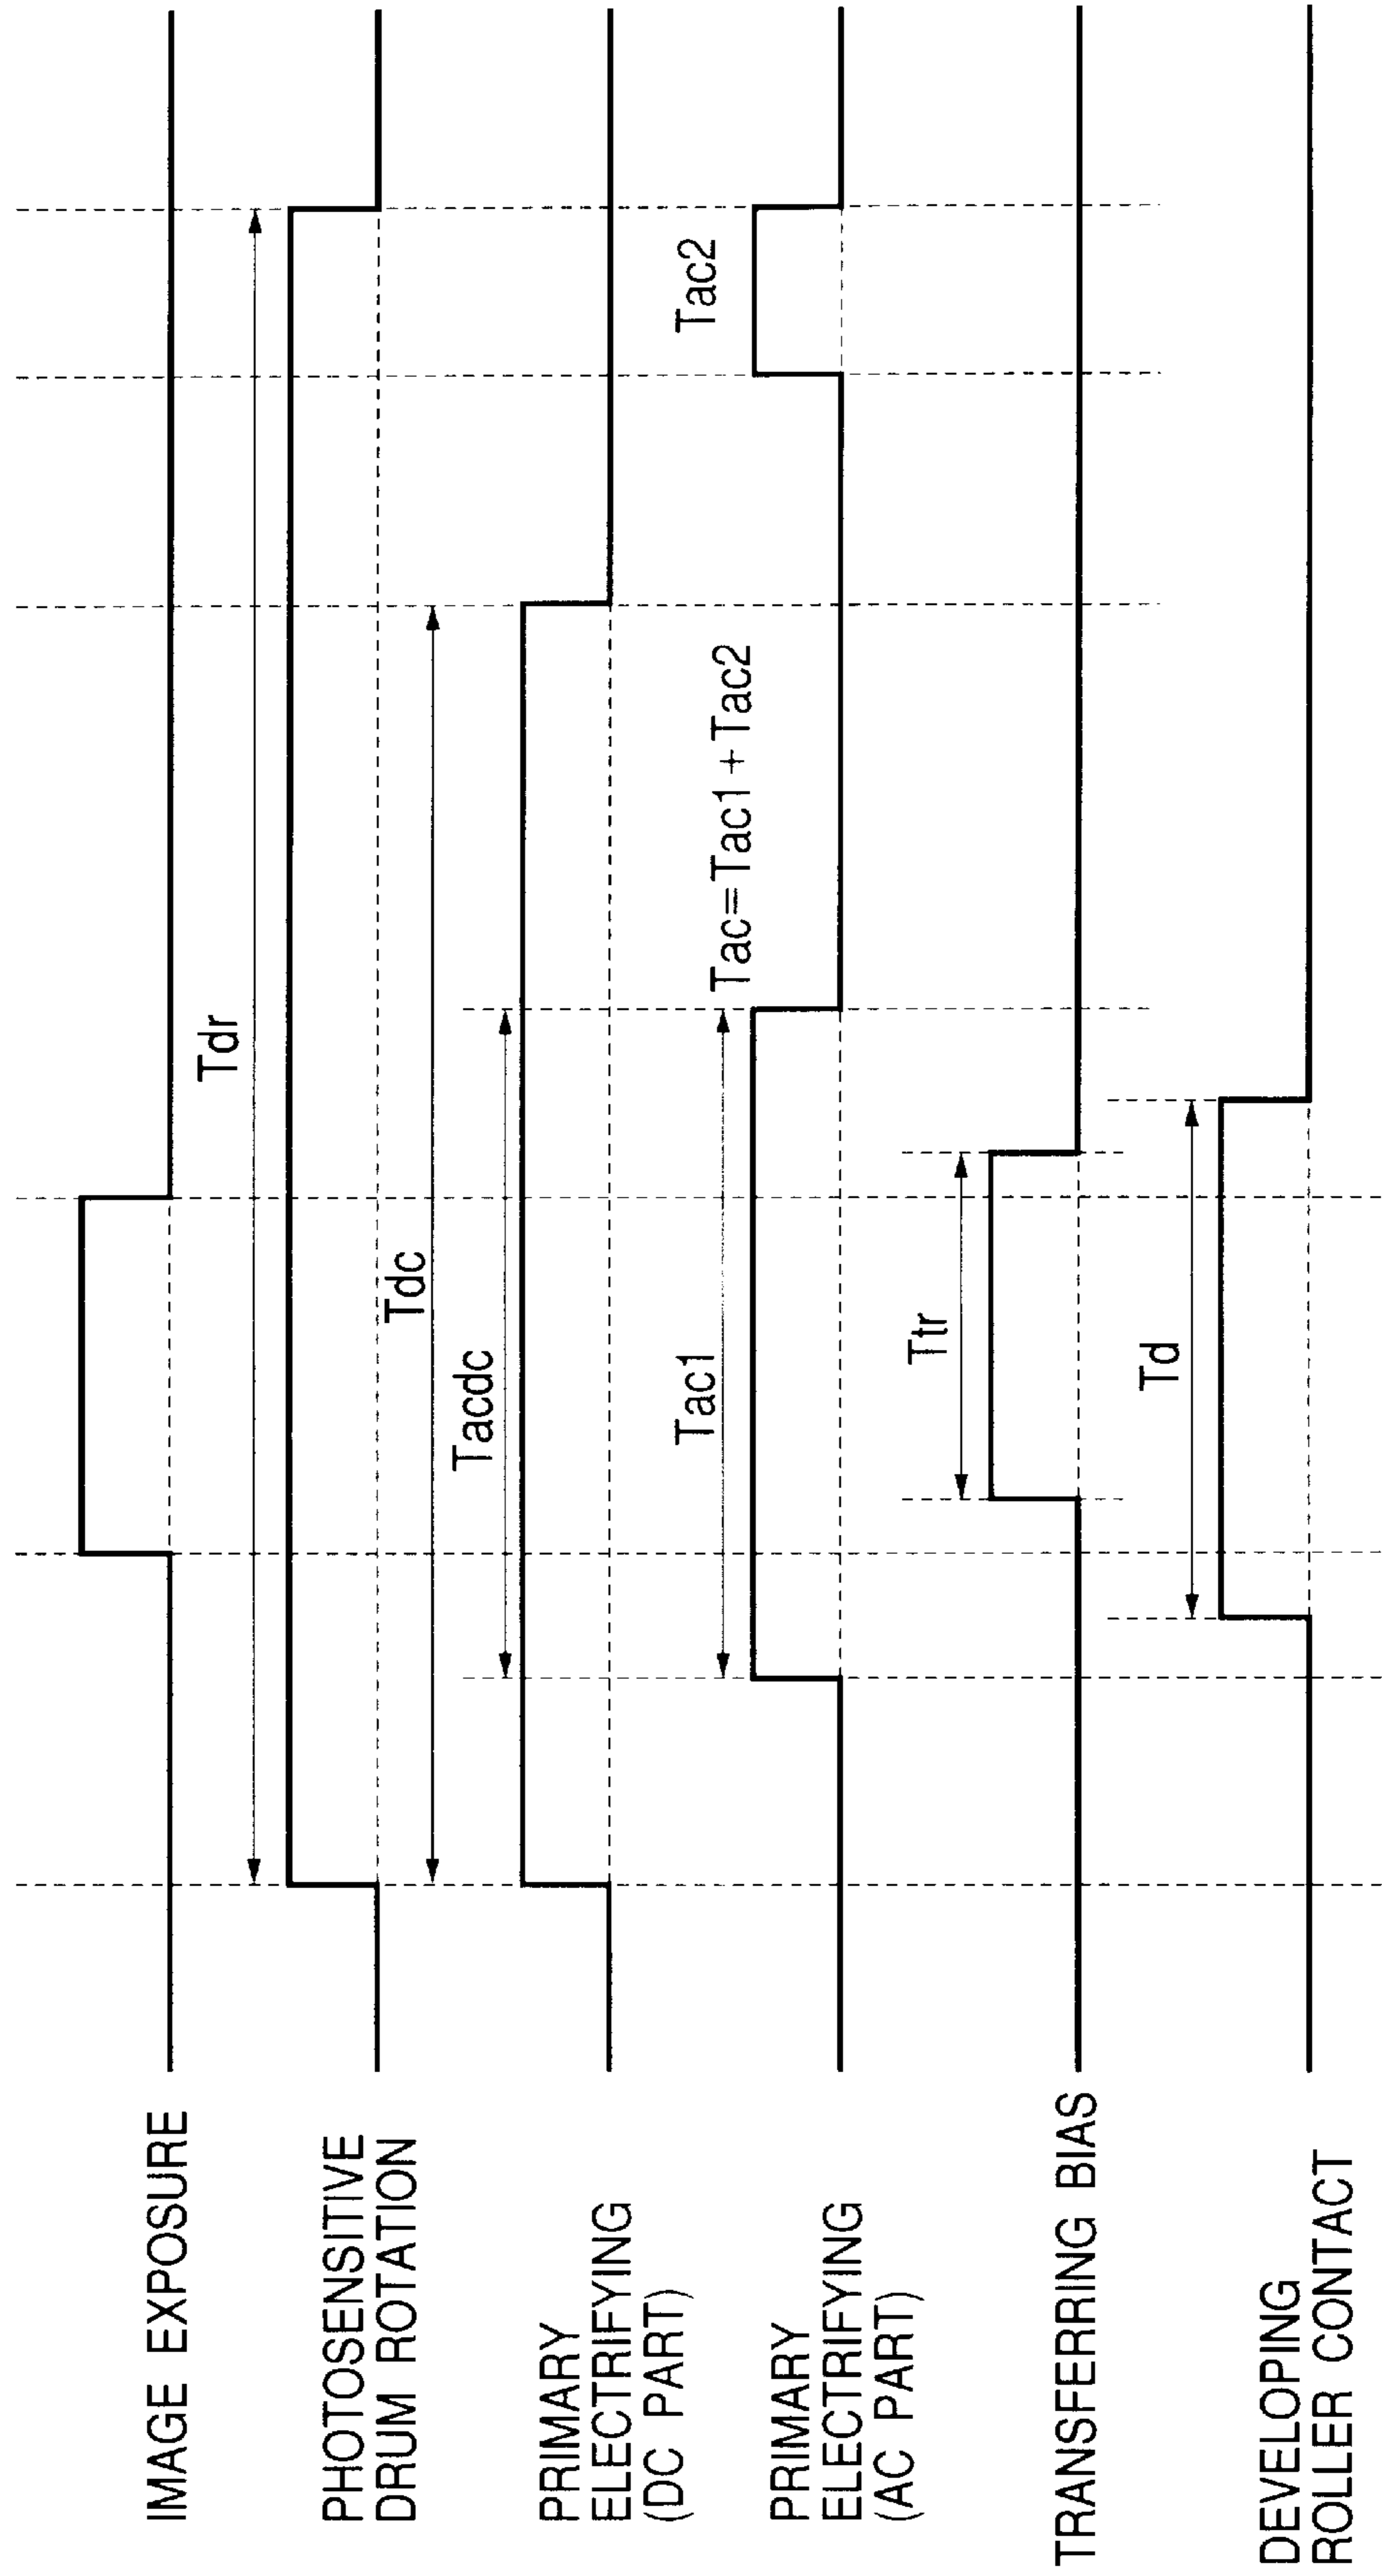 IMAGE EXPOSURE
Tdr
PHOTOSENSITIVE
DRUM ROTATION
Tdc
Tacdc
PRIMARY
ELECTRIFYING
(DC PART)
Tac1
Tac=Tac1+Tac2
Tac2
PRIMARY
ELECTRIFYING
(AC PART)
Ttr
TRANSFERRING BIAS
Td
DEVELOPING
ROLLER CONTACT